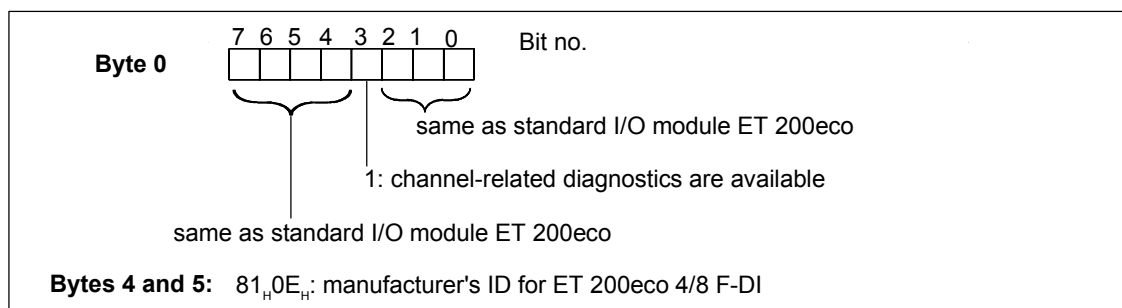 7 6 5 4 3 2 1 0 Bit no.
Byte 0
same as standard I/O module ET 200eco
1: channel-related diagnostics are available
same as standard I/O module ET 200eco
Bytes 4 and 5: 81H0EH: manufacturer's ID for ET 200eco 4/8 F-DI